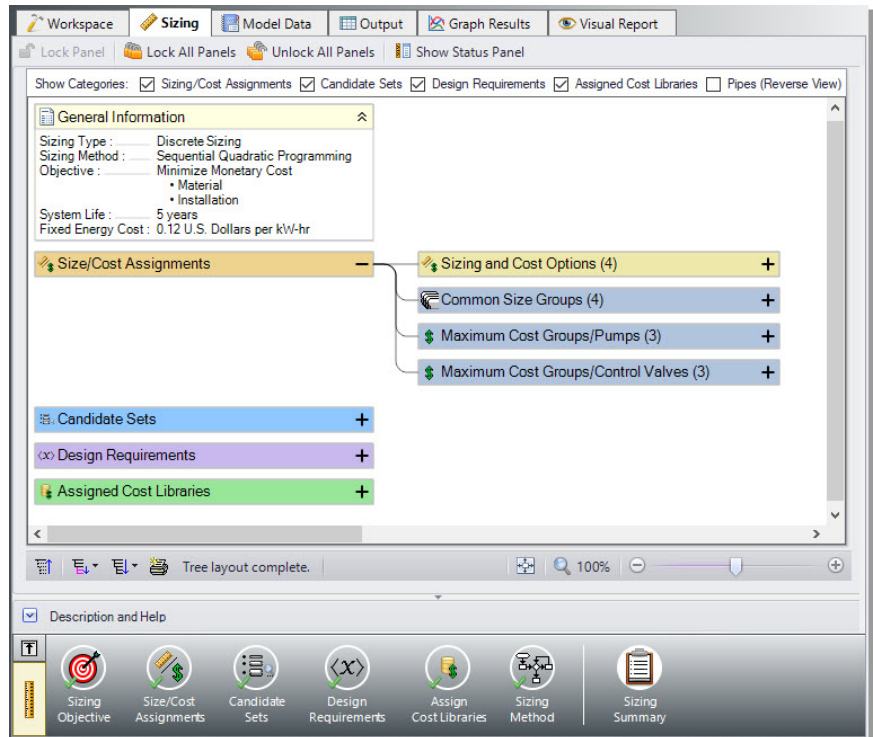 Workspace Sizing Model Data Output Graph Results Visual Report
Lock Panel Lock All Panels Unlock All Panels Show Status Panel
Show Categories: Sizing/Cost Assignments Candidate Sets Design Requirements Assigned Cost Libraries Pipes (Reverse View)
General Information
Sizing Type : Discrete Sizing
Sizing Method : Sequential Quadratic Programming
Objective : Minimize Monetary Cost
• Material
• Installation
System Life : 5 years
Fixed Energy Cost : 0.12 U.S. Dollars per kW-hr
Size/Cost Assignments
Sizing and Cost Options (4)
Common Size Groups (4)
Maximum Cost Groups/Pumps (3)
Maximum Cost Groups/Control Valves (3)
Candidate Sets
Design Requirements
Assigned Cost Libraries
Tree layout complete. 100%
Description and Help
Sizing Objective
Size/Cost Assignments
Candidate Sets
Design Requirements
Assign Cost Libraries
Sizing Method
Sizing Summary